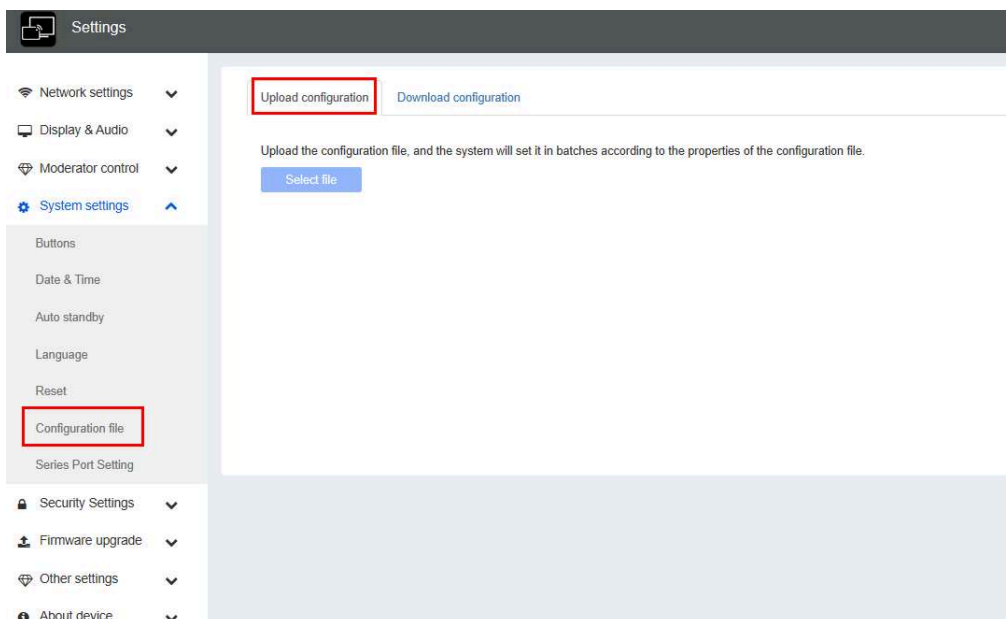 Settings
Network settings
Display & Audio
Moderator control
System settings
Buttons
Date & Time
Auto standby
Language
Reset
Configuration file
Series Port Setting
Security Settings
Firmware upgrade
Other settings
About device
Upload configuration
Download configuration
Upload the configuration file, and the system will set it in batches according to the properties of the configuration file.
Select file